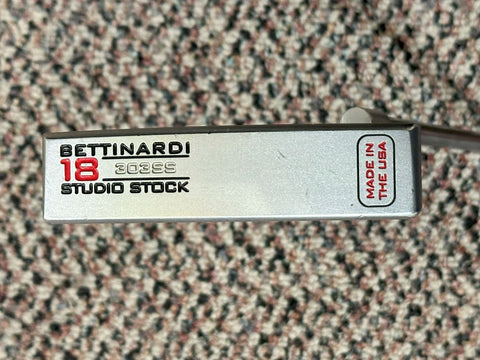 BETTINARDI
18 303SS
STUDIO STOCK
MADE IN
THE USA